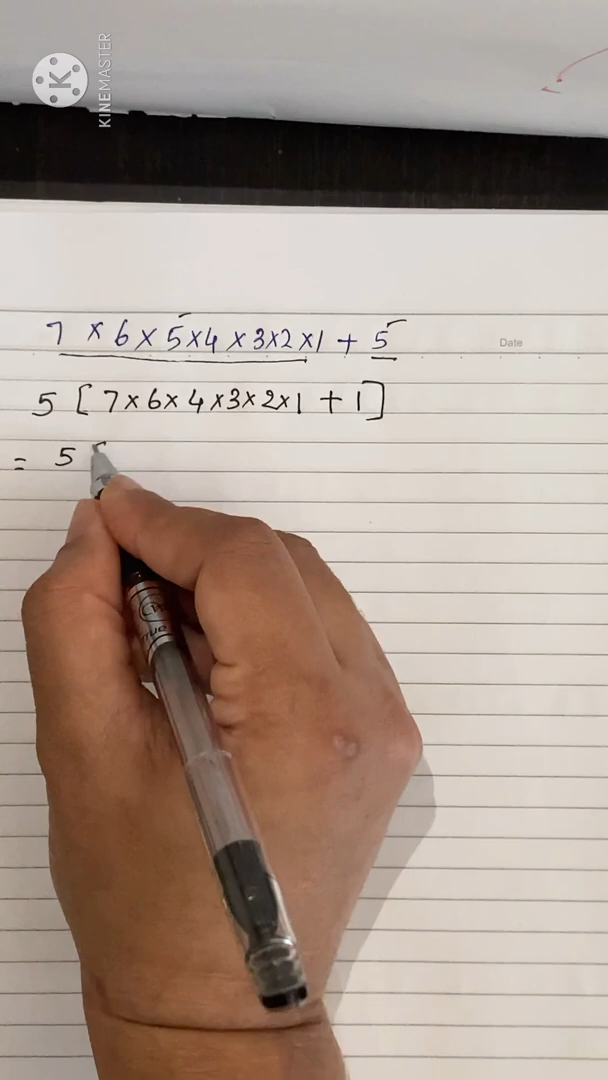 KINEMASTER
7 × 6 × 5 × 4 × 3 × 2 × 1 + 5
Date
5 [ 7 × 6 × 4 × 3 × 2 × 1 + 1 ]
= 5 [